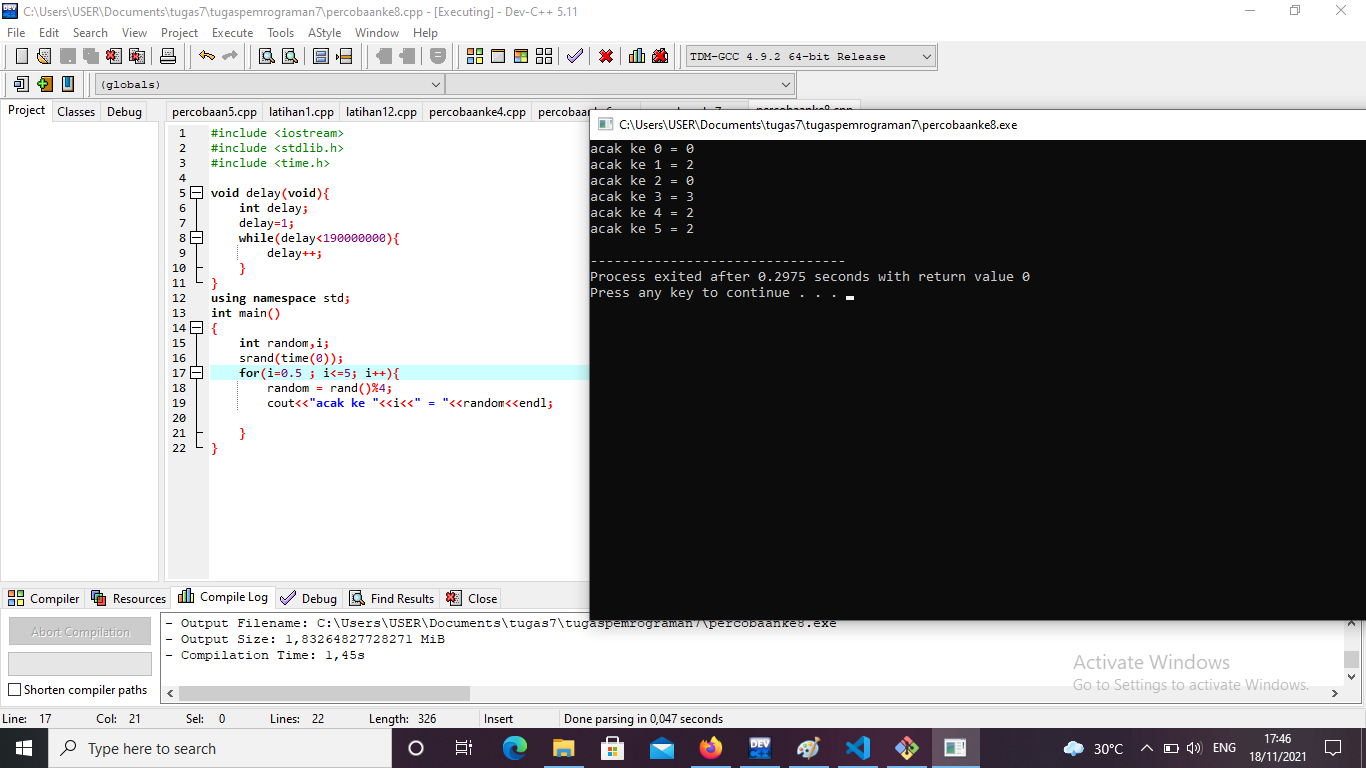 C:\Users\USER\Documents\tugas7\tugaspemrograman7\percobaanke8.cpp - [Executing] - Dev-C++ 5.11
File Edit Search View Project Execute Tools AStyle Window Help
TDM-GCC 4.9.2 64-bit Release
(globals)
Project Classes Debug
percobaan5.cpp latihan1.cpp latihan12.cpp percobaanke4.cpp
1 #include <iostream>
2 #include <stdlib.h>
3 #include <time.h>
4
5 void delay(void){
6 int delay;
7 delay=1;
8 while(delay<190000000){
9 delay++;
10 }
11 }
12 using namespace std;
13 int main()
14 {
15 int random,i;
16 srand(time(0));
17 for(i=0.5 ; i<=5; i++){
18 random = rand()%4;
19 cout<<"acak ke "<<i<<" = "<<random<<endl;
20
21 }
22 }
C:\Users\USER\Documents\tugas7\tugaspemrograman7\percobaanke8.exe
acak ke 0 = 0
acak ke 1 = 2
acak ke 2 = 0
acak ke 3 = 3
acak ke 4 = 2
acak ke 5 = 2
--------------------------------
Process exited after 0.2975 seconds with return value 0
Press any key to continue . . .
Compiler Resources Compile Log Debug Find Results Close
Abort Compilation
Shorten compiler paths
- Output Filename: C:\Users\USER\Documents\tugas7\tugaspemrograman7\percobaanke8.exe
- Output Size: 1,83264827728271 MiB
- Compilation Time: 1,45s
Activate Windows
Go to Settings to activate Windows.
Line: 17 Col: 21 Sel: 0 Lines: 22 Length: 326 Insert Done parsing in 0,047 seconds
Type here to search
DEV
30°C ENG
17:46
18/11/2021